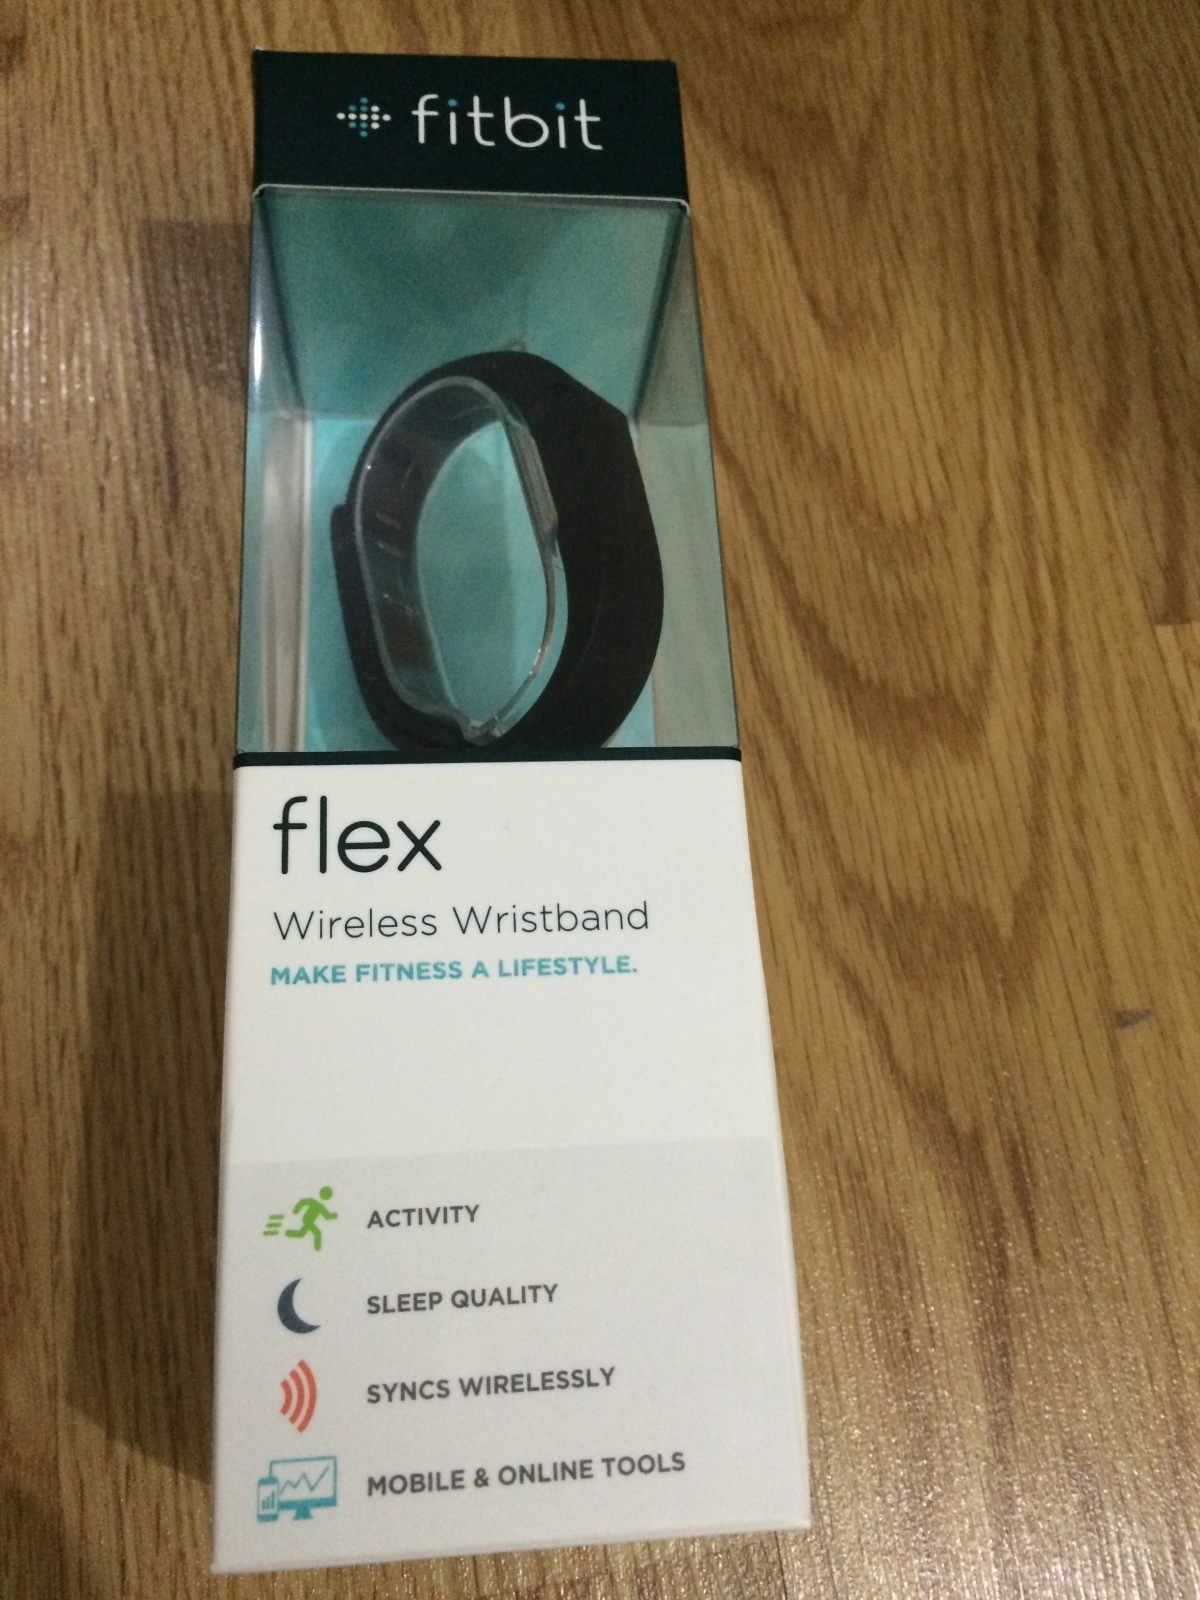 fitbit
flex
Wireless Wristband
MAKE FITNESS A LIFESTYLE.
ACTIVITY
SLEEP QUALITY
SYNCS WIRELESSLY
MOBILE & ONLINE TOOLS